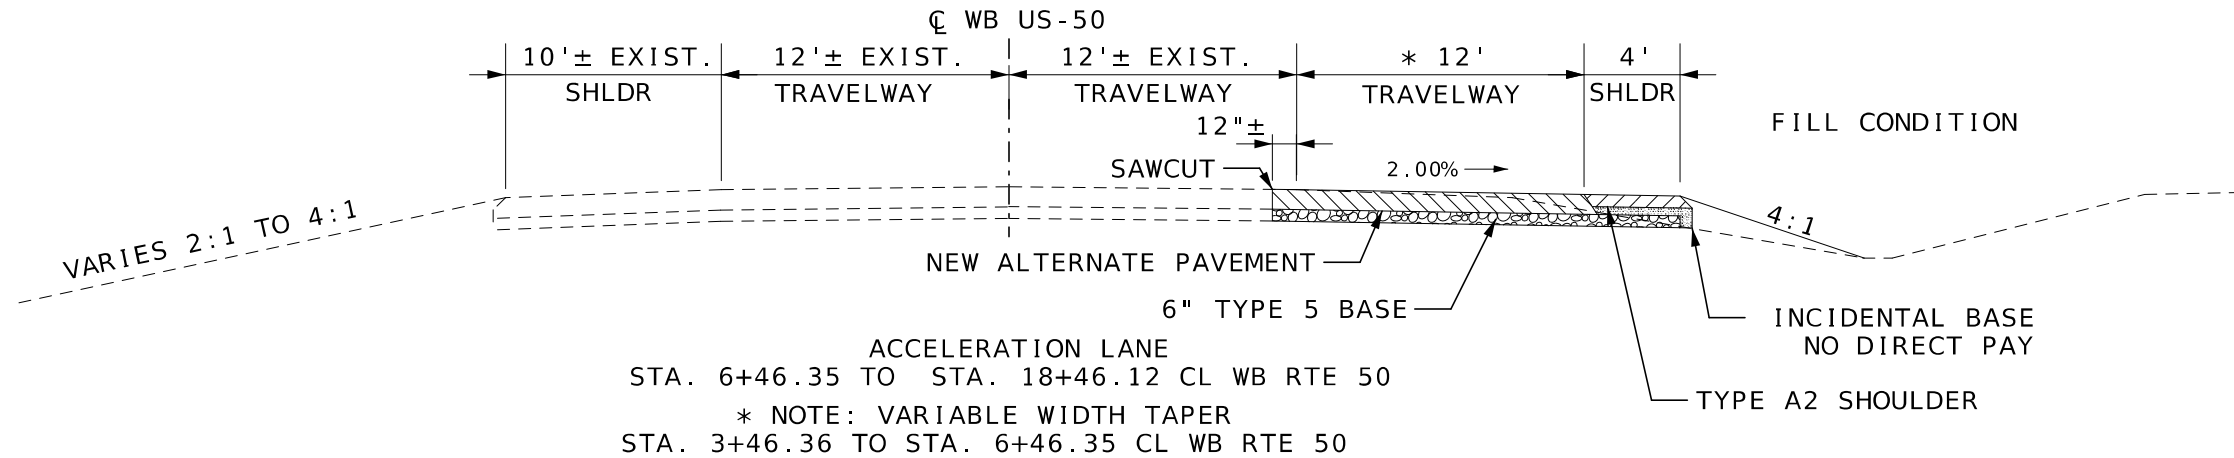 ℄ WB US-50
10'± EXIST.
SHLDR
12'± EXIST.
TRAVELWAY
12'± EXIST.
TRAVELWAY
* 12'
TRAVELWAY
4'
SHLDR
FILL CONDITION
12"±
SAWCUT
2.00%
VARIES 2:1 TO 4:1
4:1
NEW ALTERNATE PAVEMENT
6" TYPE 5 BASE
INCIDENTAL BASE
NO DIRECT PAY
TYPE A2 SHOULDER
ACCELERATION LANE
STA. 6+46.35 TO STA. 18+46.12 CL WB RTE 50
* NOTE: VARIABLE WIDTH TAPER
STA. 3+46.36 TO STA. 6+46.35 CL WB RTE 50